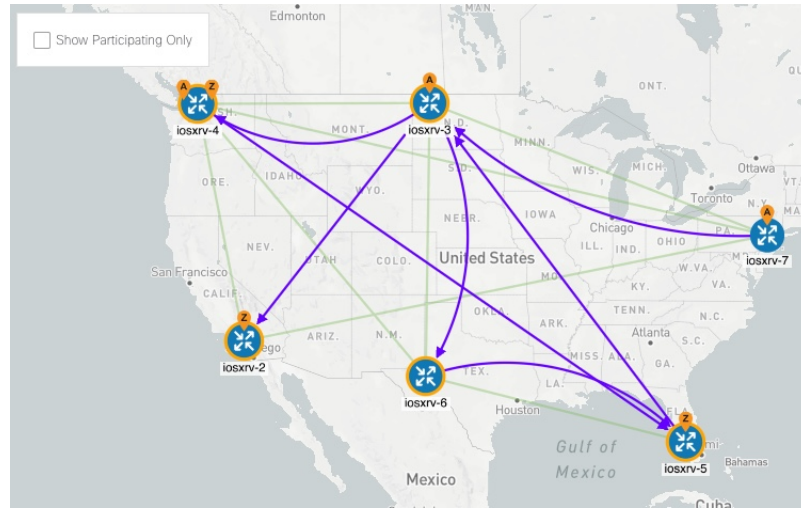 Edmonton
MAN.
Show Participating Only
ONT.
A
Z
A
SH.
iosxrv-4
iosxrv-3
N.D.
MONT.
MINN.
Ottawa
WIS.
MICH.
VT.
S.D.
Toronto
ORE.
IDAHO
WYO.
N.Y.
MA
IOWA
Chicago
A
NEBR.
PA.
NEV.
UTAH
COLO.
United States
ILL.
IND.
OHIO
iosxrv-7
W.VA.
San Francisco
MO.
KY.
VA.
CALIF.
TENN.
N.C.
OKLA.
ARK.
Z
ARIZ.
N.M.
Atlanta
S.C.
MISS.
ALA.
GA.
iosxrv-2
TEX.
LA.
iosxrv-6
Houston
FLA.
Z
Gulf of
Mexico
iosxrv-5
Bahamas
Mexico
Cuba